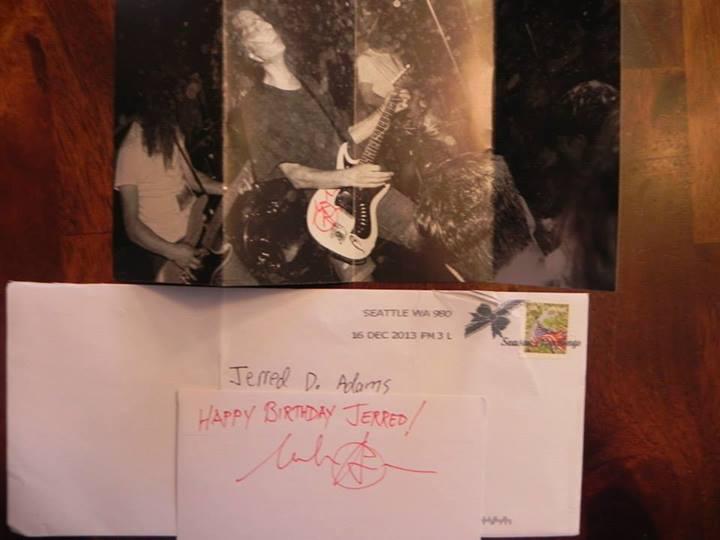 SEATTLE WA 980
16 DEC 2013 PM 3 L
Jerred D. Adams
HAPPY BIRTHDAY JERRED!